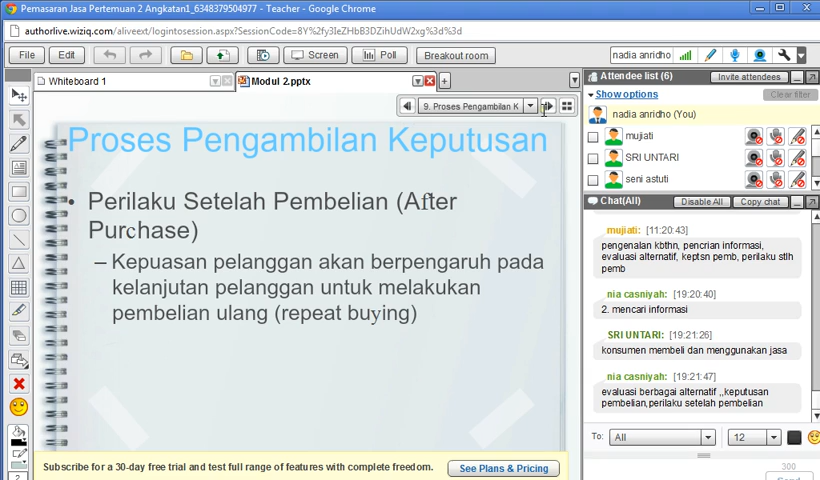 Pemasaran Jasa Pertemuan 2 Angkatan1_6348379504977 - Teacher - Google Chrome
authorlive.wiziq.com/aliveext/logintosession.aspx?SessionCode=8Y%2fy3IeZHbB3DZihUdW2xg%3d%3d
File Edit Screen Poll Breakout room nadia anridho
Whiteboard 1 Modul 2.pptx
9. Proses Pengambilan K
Proses Pengambilan Keputusan
• Perilaku Setelah Pembelian (After
Purchase)
– Kepuasan pelanggan akan berpengaruh pada
kelanjutan pelanggan untuk melakukan
pembelian ulang (repeat buying)
Subscribe for a 30-day free trial and test full range of features with complete freedom. See Plans & Pricing
2
Attendee list (6) Invite attendees
Show options Clear filter
nadia anridho (You)
mujiati
SRI UNTARI
seni astuti
Chat(All) Disable All Copy chat
mujiati: [11:20:43]
pengenalan kbthn, pencrian informasi,
evaluasi alternatif, keptsn pemb, perilaku stlh
pemb
nia casniyah: [19:20:40]
2. mencari informasi
SRI UNTARI: [19:21:26]
konsumen membeli dan menggunakan jasa
nia casniyah: [19:21:47]
evaluasi berbagai alternatif ,,keputusan
pembelian,perilaku setelah pembelian
To: All 12
300
Send